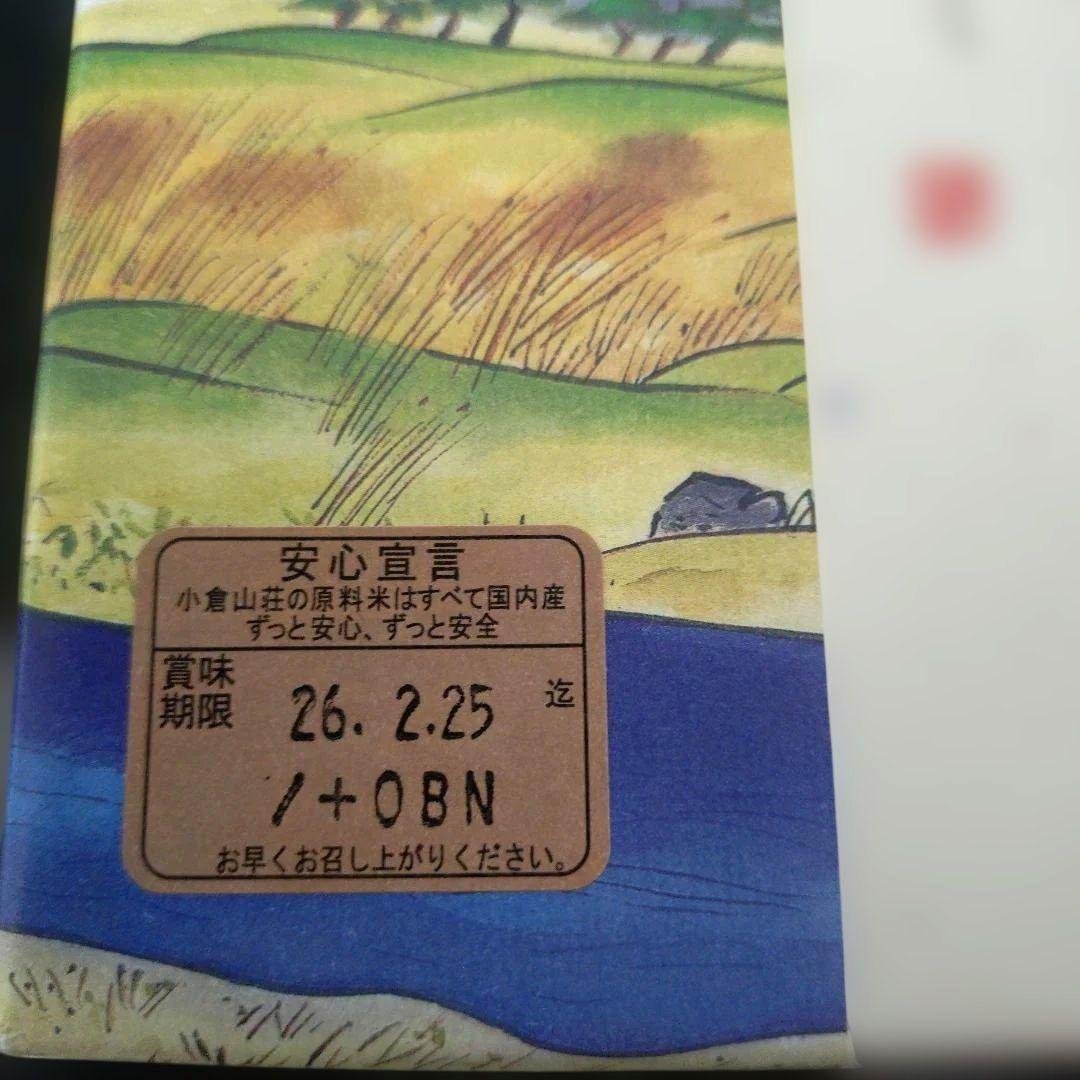 安心宣言
小倉山荘の原料米はすべて国内産
ずっと安心、ずっと安全
賞味期限 26. 2.25 迄
/+OBN
お早くお召し上がりください。